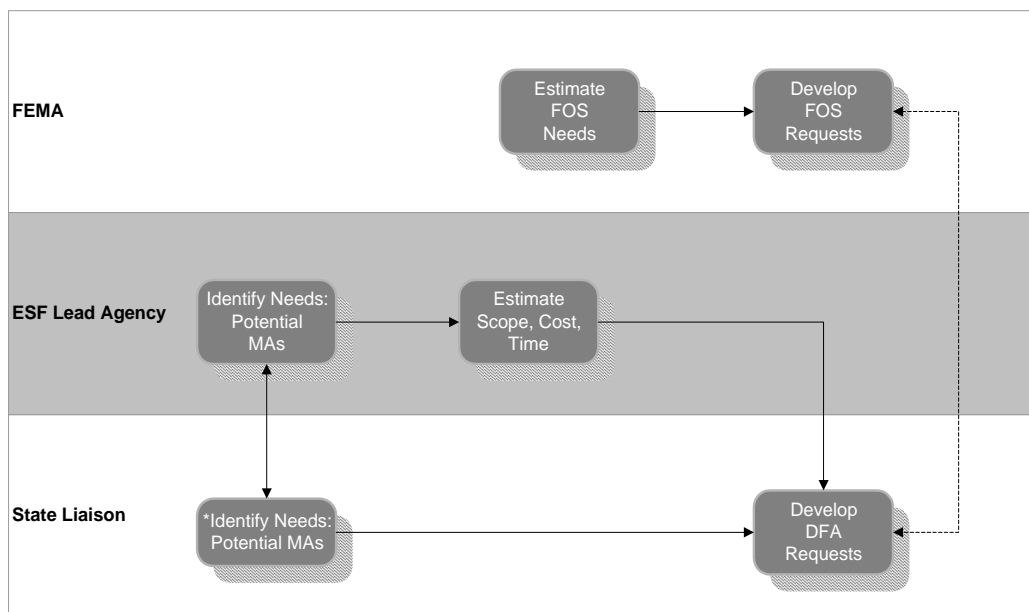 FEMA
Estimate
FOS
Needs
Develop
FOS
Requests
ESF Lead Agency
Identify Needs:
Potential
MAs
Estimate
Scope, Cost,
Time
State Liaison
*Identify Needs:
Potential MAs
Develop
DFA
Requests